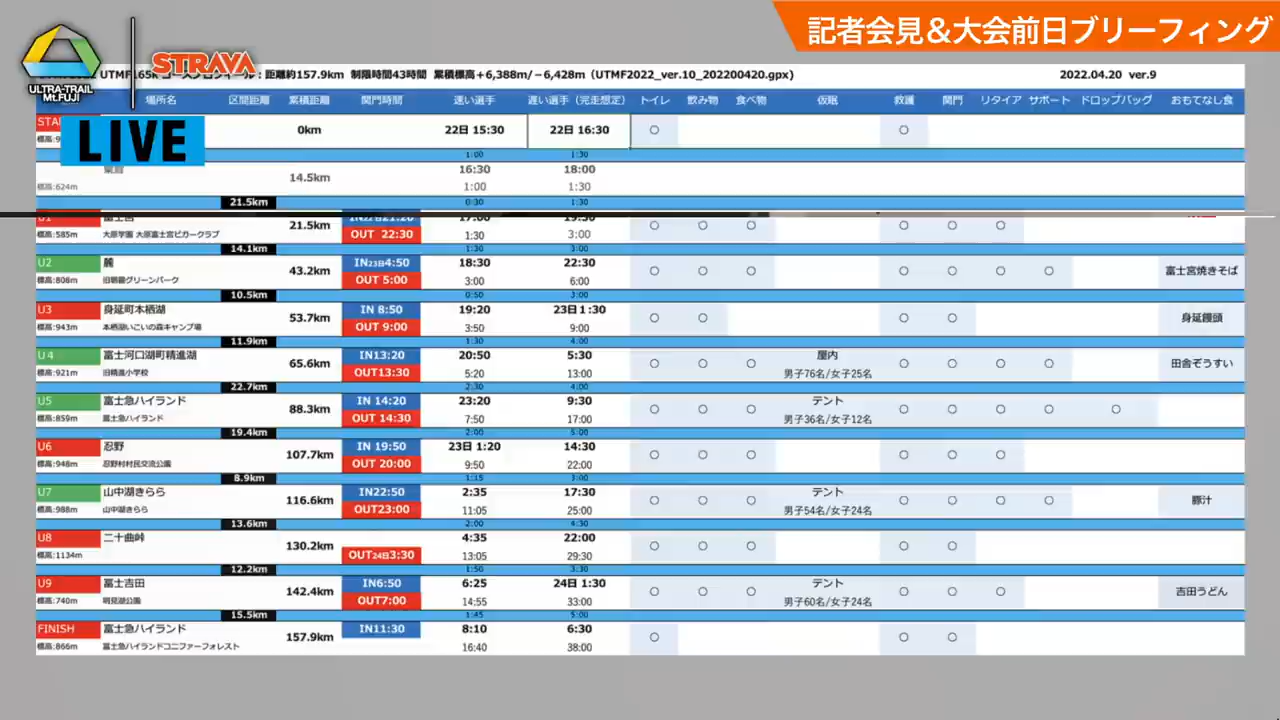 記者会見＆大会前日ブリーフィング
STRAVA
ULTRA-TRAIL
Mt.FUJI
LIVE
距離約157.9km 制限時間43時間 累積標高＋6,388m/－6,428m（UTMF2022_ver.10_202200420.gpx） 2022.04.20 ver.9
場所名 区間距離 累積距離 関門時間 速い選手 遅い選手（完走想定） トイレ 飲み物 食べ物 仮眠 救護 関門 リタイア サポート ドロップバッグ おもてなし食
0km 22日 15:30 22日 16:30 ○ ○
1:00 1:30
14.5km 16:30 18:00
標高:624m 1:00 1:30
21.5km 0:30 1:30
U1 富士宮 21.5km ○ ○ ○ ○ ○ ○
標高:585m 大原学園 大原富士宮ビカークラブ OUT 22:30 1:30 3:00
14.1km 1:30 3:00
U2 麓 43.2km IN23日4:50 18:30 22:30 ○ ○ ○ ○ ○ ○ ○ 富士宮焼きそば
標高:808m 旧朝霧グリーンパーク OUT 5:00 3:00 6:00
10.5km 0:50 3:00
U3 身延町本栖湖 53.7km IN 8:50 19:20 23日1:30 ○ ○ ○ ○ 身延饅頭
標高:943m 本栖湖いこいの森キャンプ場 OUT 9:00 3:50 9:00
11.9km 1:30 4:00
U4 富士河口湖町精進湖 65.6km IN13:20 20:50 5:30 ○ ○ ○ 屋内 ○ ○ ○ ○ 田舎ぞうすい
標高:921m 旧精進小学校 OUT13:30 5:20 13:00 男子76名/女子25名
22.7km 2:30 4:00
U5 富士急ハイランド 88.3km IN 14:20 23:20 9:30 ○ ○ ○ テント ○ ○ ○ ○ ○
標高:859m 富士急ハイランド OUT 14:30 7:50 17:00 男子36名/女子12名
19.4km 2:00 5:00
U6 忍野 107.7km IN 19:50 23日 1:20 14:30 ○ ○ ○ ○ ○ ○
標高:948m 忍野村村民交流公園 OUT 20:00 9:50 22:00
8.9km 1:15 3:00
U7 山中湖きらら 116.6km IN22:50 2:35 17:30 ○ ○ ○ テント ○ ○ ○ ○ 豚汁
標高:988m 山中湖きらら OUT23:00 11:05 25:00 男子54名/女子24名
13.6km 2:00 4:30
U8 二十曲峠 130.2km 4:35 22:00 ○ ○ ○ ○ ○
標高:1134m OUT24日3:30 13:05 29:30
12.2km 1:50 3:30
U9 富士吉田 142.4km IN6:50 6:25 24日 1:30 ○ ○ ○ テント ○ ○ ○ 吉田うどん
標高:740m 明見湖公園 OUT7:00 14:55 33:00 男子60名/女子24名
15.5km 1:45 5:00
FINISH 富士急ハイランド 157.9km IN11:30 8:10 6:30 ○ ○ ○
標高:866m 富士急ハイランドコニファーフォレスト 16:40 38:00